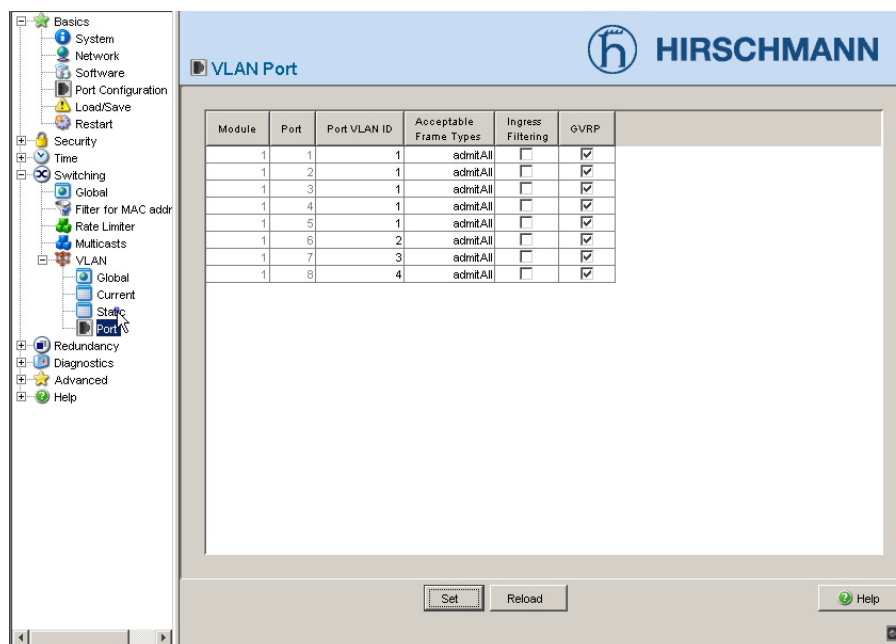 Basics
System
Network
Software
Port Configuration
Load/Save
Restart
Security
Time
Switching
Global
Filter for MAC addr
Rate Limiter
Multicasts
VLAN
Global
Current
Static
Port
Redundancy
Diagnostics
Advanced
Help
VLAN Port
HIRSCHMANN
Module Port Port VLAN ID Acceptable Frame Types Ingress Filtering GVRP
1 1 1 admitAll
1 2 1 admitAll
1 3 1 admitAll
1 4 1 admitAll
1 5 1 admitAll
1 6 2 admitAll
1 7 3 admitAll
1 8 4 admitAll
Set Reload Help